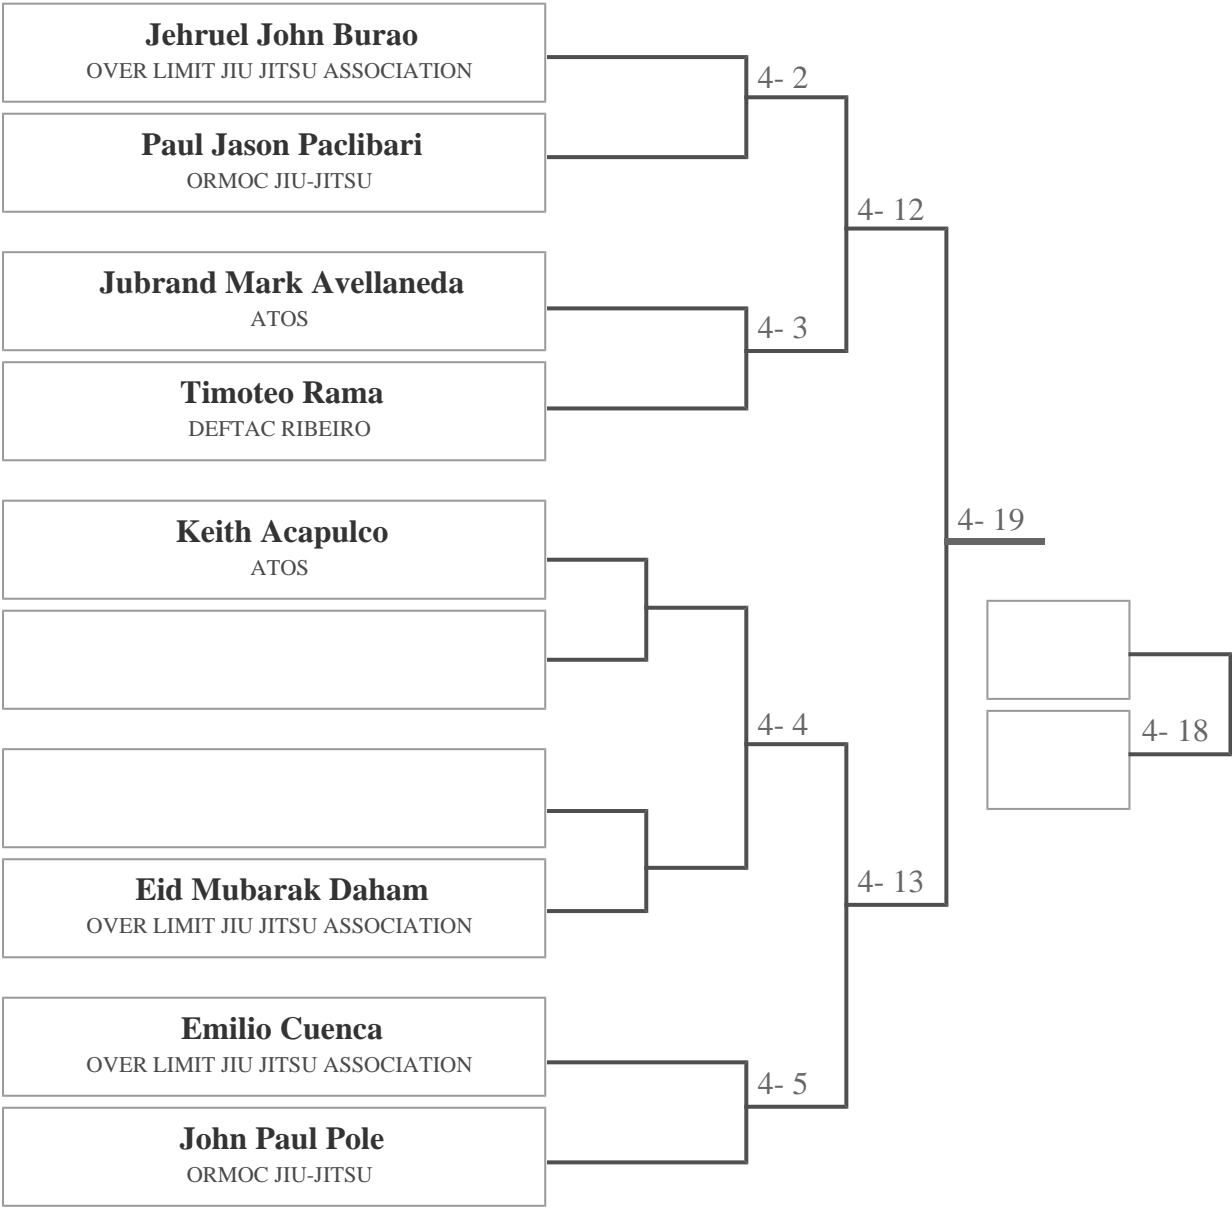 Jehruel John Burao
OVER LIMIT JIU JITSU ASSOCIATION
4- 2
Paul Jason Paclibari
ORMOC JIU-JITSU
4- 12
Jubrand Mark Avellaneda
ATOS
4- 3
Timoteo Rama
DEFTAC RIBEIRO
Keith Acapulco
ATOS
4- 19
4- 4
4- 18
Eid Mubarak Daham
OVER LIMIT JIU JITSU ASSOCIATION
4- 13
Emilio Cuenca
OVER LIMIT JIU JITSU ASSOCIATION
4- 5
John Paul Pole
ORMOC JIU-JITSU